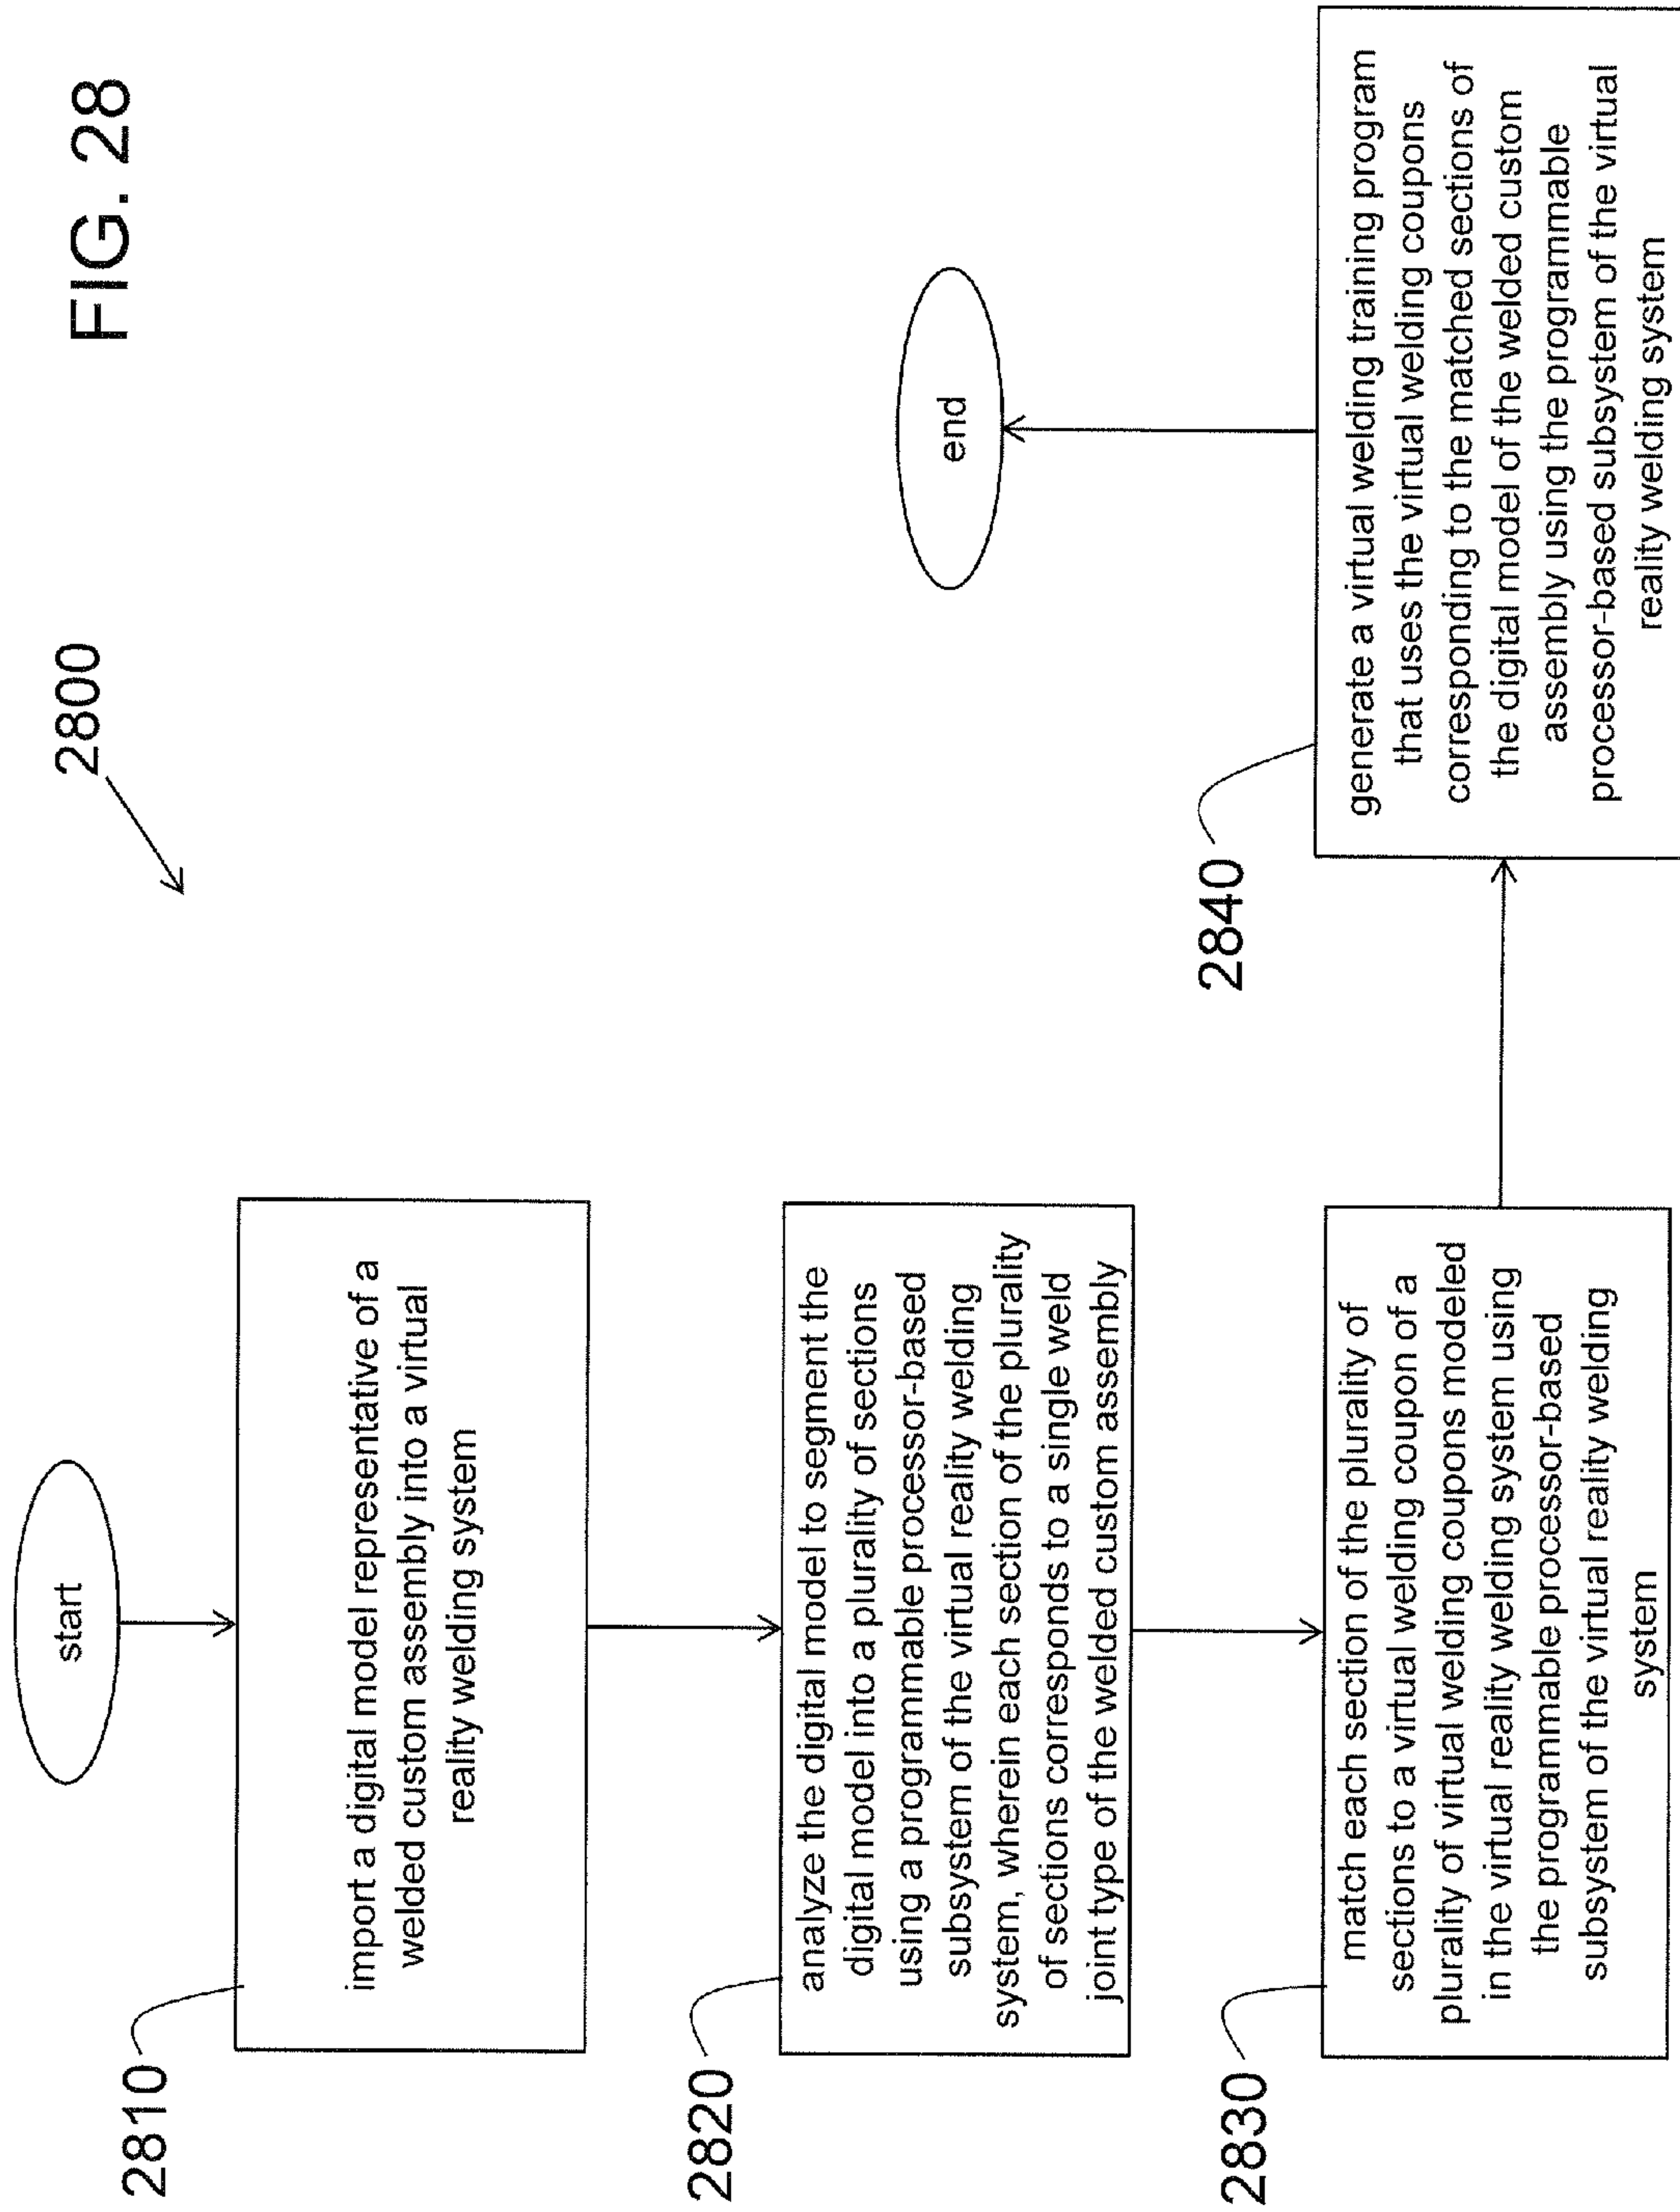 FIG. 28
2800
start
2810
import a digital model representative of a
welded custom assembly into a virtual
reality welding system
2820
analyze the digital model to segment the
digital model into a plurality of sections
using a programmable processor-based
subsystem of the virtual reality welding
system, wherein each section of the plurality
of sections corresponds to a single weld
joint type of the welded custom assembly
2830
match each section of the plurality of
sections to a virtual welding coupon of a
plurality of virtual welding coupons modeled
in the virtual reality welding system using
the programmable processor-based
subsystem of the virtual reality welding
system
2840
generate a virtual welding training program
that uses the virtual welding coupons
corresponding to the matched sections of
the digital model of the welded custom
assembly using the programmable
processor-based subsystem of the virtual
reality welding system
end